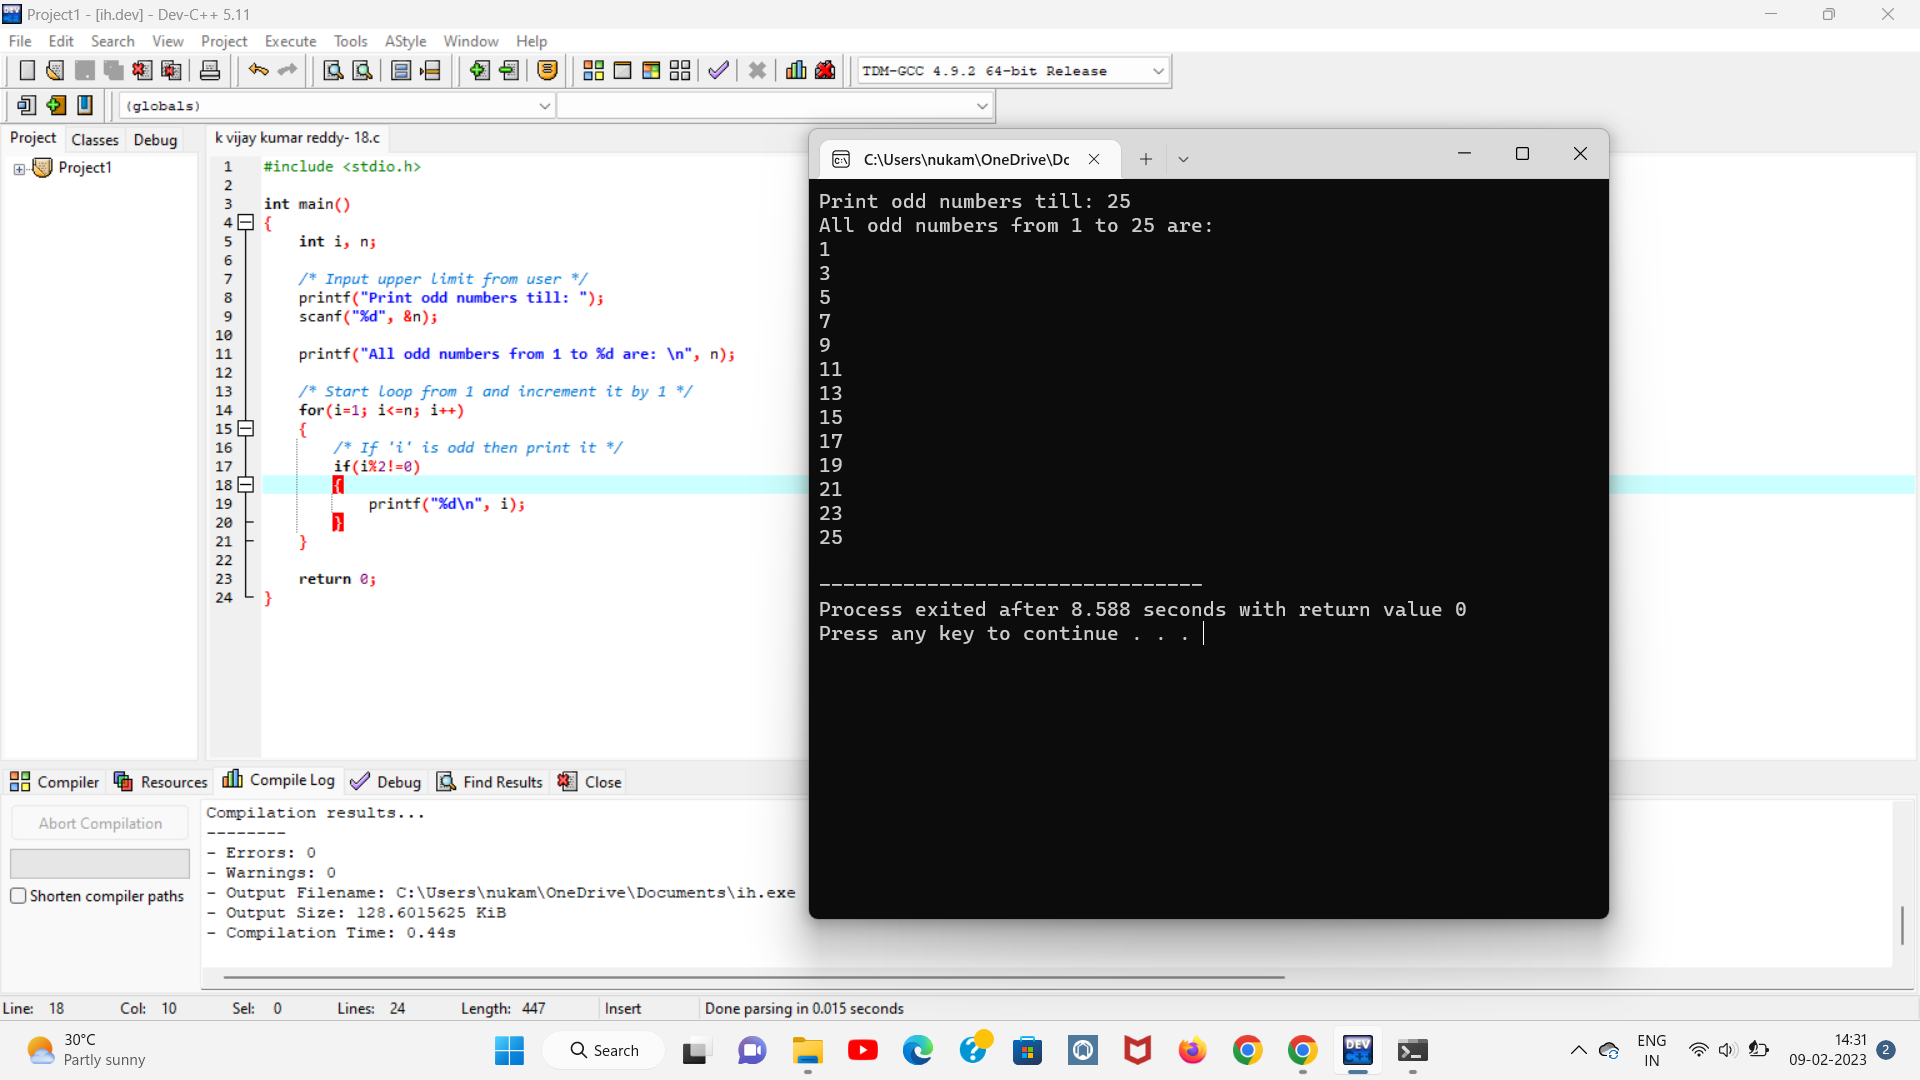 Project1 - [ih.dev] - Dev-C++ 5.11
File Edit Search View Project Execute Tools AStyle Window Help
TDM-GCC 4.9.2 64-bit Release
(globals)
Project Classes Debug
k vijay kumar reddy- 18.c
Project1
1 #include <stdio.h>
2
3 int main()
4 {
5 int i, n;
6
7 /* Input upper limit from user */
8 printf("Print odd numbers till: ");
9 scanf("%d", &n);
10
11 printf("All odd numbers from 1 to %d are: \n", n);
12
13 /* Start loop from 1 and increment it by 1 */
14 for(i=1; i<=n; i++)
15 {
16 /* If 'i' is odd then print it */
17 if(i%2!=0)
18 {
19 printf("%d\n", i);
20 }
21 }
22
23 return 0;
24 }
C:\Users\nukam\OneDrive\Dc
Print odd numbers till: 25
All odd numbers from 1 to 25 are:
1
3
5
7
9
11
13
15
17
19
21
23
25
--------------------------------
Process exited after 8.588 seconds with return value 0
Press any key to continue . . .
Compiler Resources Compile Log Debug Find Results Close
Abort Compilation
Shorten compiler paths
Compilation results...
--------
- Errors: 0
- Warnings: 0
- Output Filename: C:\Users\nukam\OneDrive\Documents\ih.exe
- Output Size: 128.6015625 KiB
- Compilation Time: 0.44s
Line: 18 Col: 10 Sel: 0 Lines: 24 Length: 447 Insert Done parsing in 0.015 seconds
30°C
Partly sunny
Search
DEV
ENG
IN
14:31
09-02-2023
2